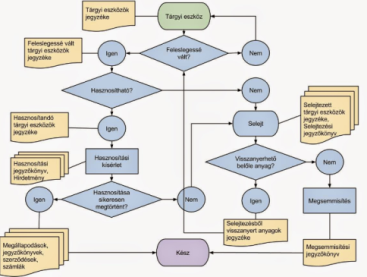 Tárgyi eszközök
jegyzéke
Tárgyi eszköz
Feleslegessé vált
tárgyi eszközök
jegyzéke
Igen
Feleslegessé
vált?
Nem
Hasznosítható?
Nem
Hasznosítandó
tárgyi eszközök
jegyzéke
Igen
Selejt
Selejtezett tárgyi
eszközök
jegyzéke,
Selejtezési
jegyzőkönyv
Hasznosítási
jegyzőkönyv,
Hirdetmény
Hasznosítási
kísérlet
Visszanyerhető
belőle anyag?
Nem
Igen
Hasznosítása
sikeresen
megtörtént?
Nem
Igen
Megsemmisítés
Selejtezésből
visszanyert anyagok
jegyzéke
Megállapodások,
jegyzőkönyvek,
szerződések,
számlák
Kész
Megsemmisítési
jegyzőkönyv